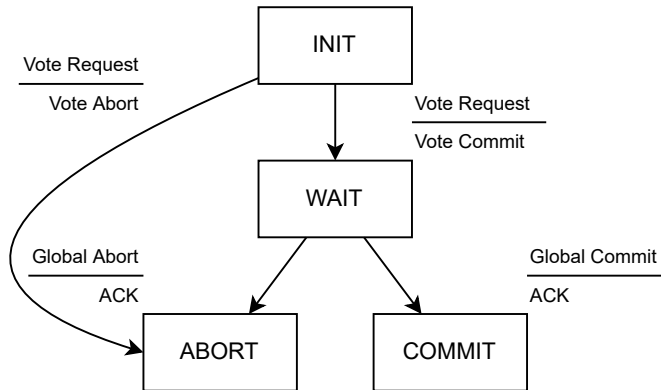 INIT
Vote Request
Vote Abort
Vote Request
Vote Commit
WAIT
Global Abort
ACK
Global Commit
ACK
ABORT
COMMIT